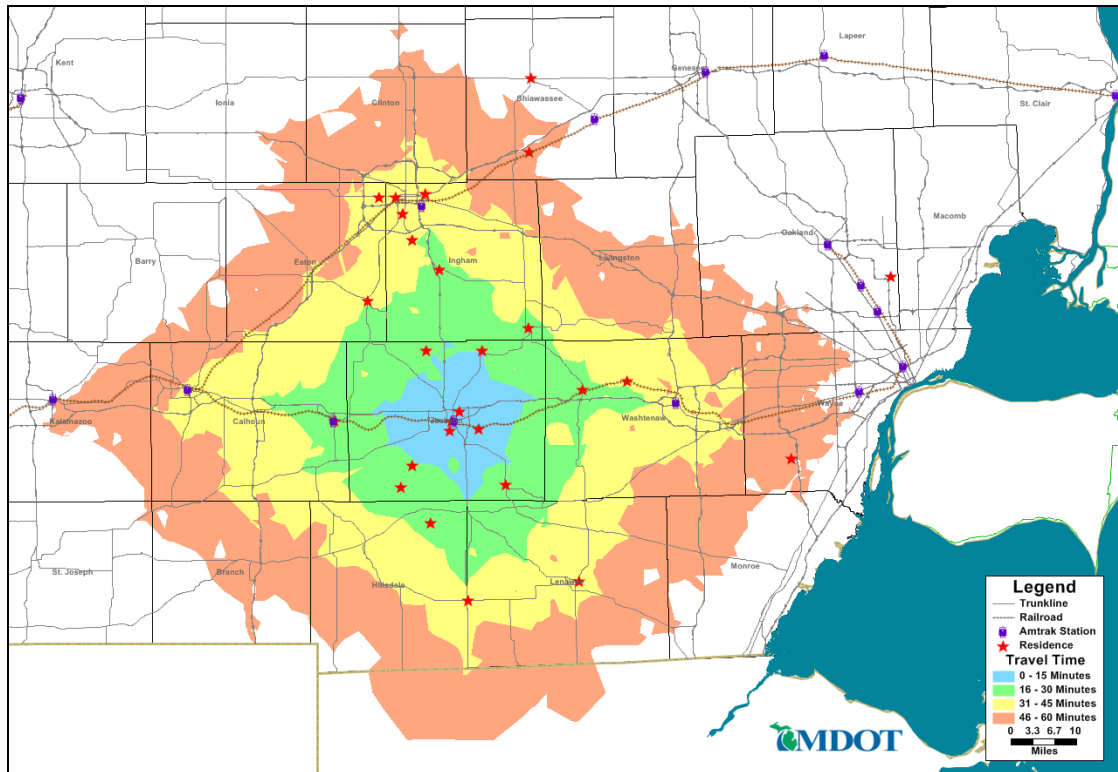 Lapeer
Kent
Genesee
Ionia
Clinton
Shiawassee
St. Clair
Macomb
Oakland
Barry
Eaton
Ingham
Livingston
Kalamazoo
Calhoun
Jackson
Washtenaw
Wayne
St. Joseph
Branch
Hillsdale
Lenawee
Monroe
Legend
Trunkline
Railroad
Amtrak Station
Residence
Travel Time
0 - 15 Minutes
16 - 30 Minutes
31 - 45 Minutes
46 - 60 Minutes
0 3.3 6.7 10
Miles
MDOT